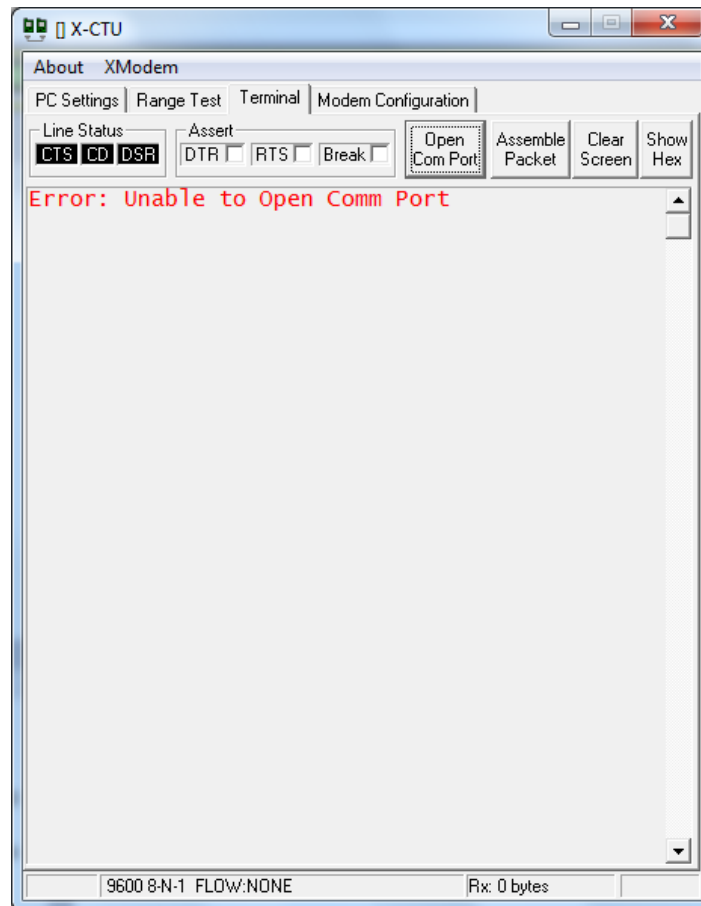 [] X-CTU
About XModem
PC Settings Range Test Terminal Modem Configuration
Line Status Assert
CTS CD DSR DTR RTS Break Open Com Port Assemble Packet Clear Screen Show Hex
Error: Unable to Open Comm Port
9600 8-N-1 FLOW:NONE Rx: 0 bytes